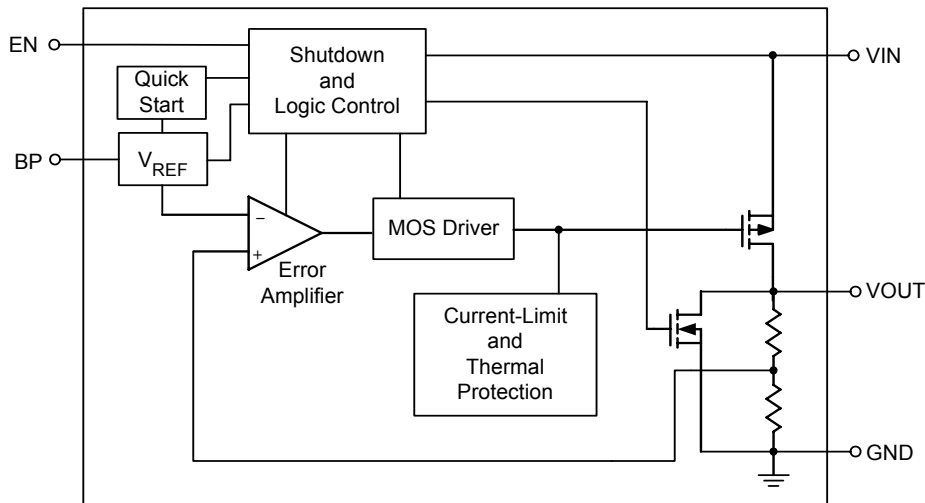 EN
Shutdown
and
Logic Control
VIN
Quick
Start
BP
VREF
−
+
Error
Amplifier
MOS Driver
Current-Limit
and
Thermal
Protection
VOUT
GND